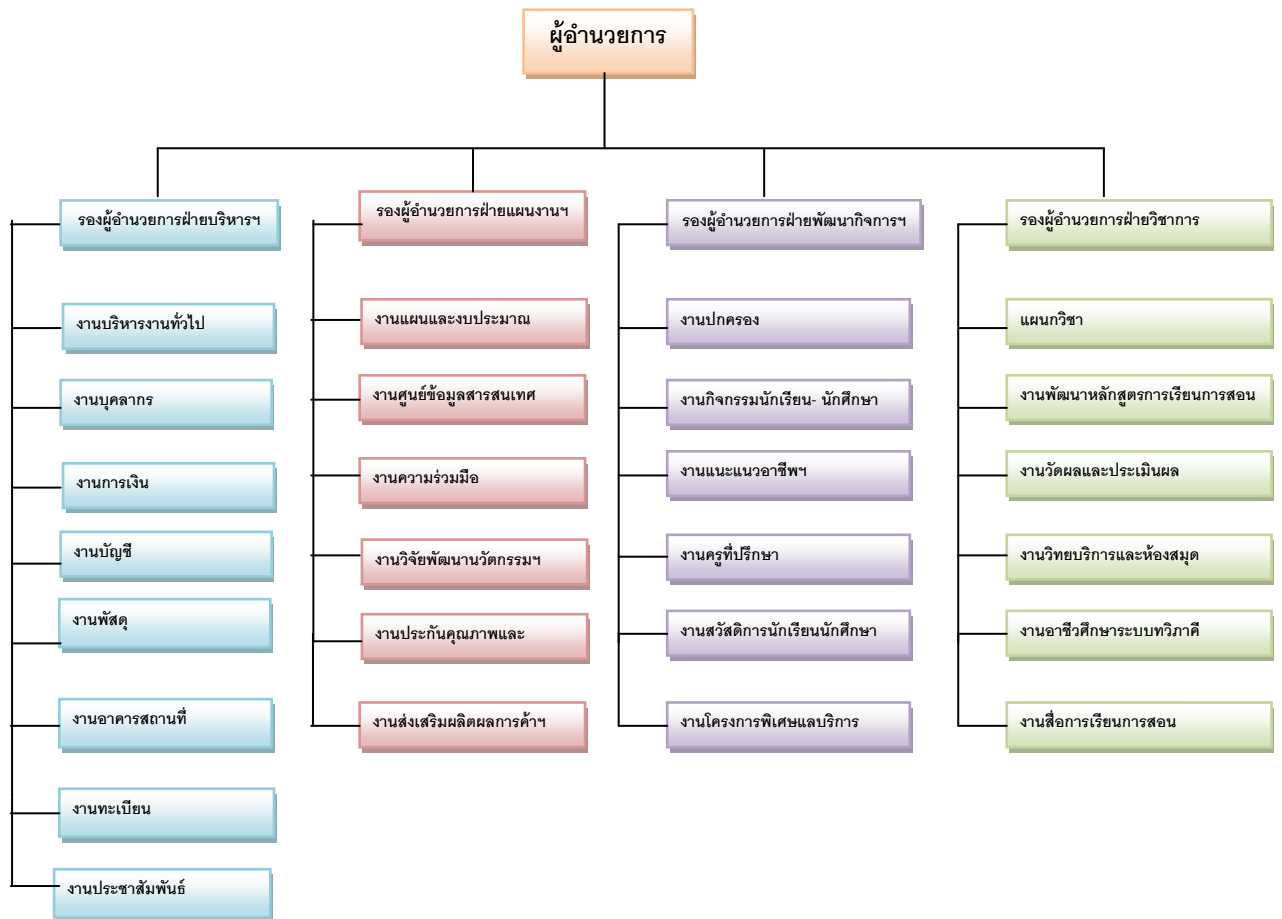 ผู้อำนวยการ
รองผู้อำนวยการฝ่ายบริหารฯ
งานบริหารงานทั่วไป
งานบุคลากร
งานการเงิน
งานบัญชี
งานพัสดุ
งานอาคารสถานที่
งานทะเบียน
งานประชาสัมพันธ์
รองผู้อำนวยการฝ่ายแผนงานฯ
งานแผนและงบประมาณ
งานศูนย์ข้อมูลสารสนเทศ
งานความร่วมมือ
งานวิจัยพัฒนานวัตกรรมฯ
งานประกันคุณภาพและ
งานส่งเสริมผลิตผลการค้าฯ
รองผู้อำนวยการฝ่ายพัฒนากิจการฯ
งานปกครอง
งานกิจกรรมนักเรียน- นักศึกษา
งานแนะแนวอาชีพฯ
งานครูที่ปรึกษา
งานสวัสดิการนักเรียนนักศึกษา
งานโครงการพิเศษแลบริการ
รองผู้อำนวยการฝ่ายวิชาการ
แผนกวิชา
งานพัฒนาหลักสูตรการเรียนการสอน
งานวัดผลและประเมินผล
งานวิทยบริการและห้องสมุด
งานอาชีวศึกษาระบบทวิภาคี
งานสื่อการเรียนการสอน